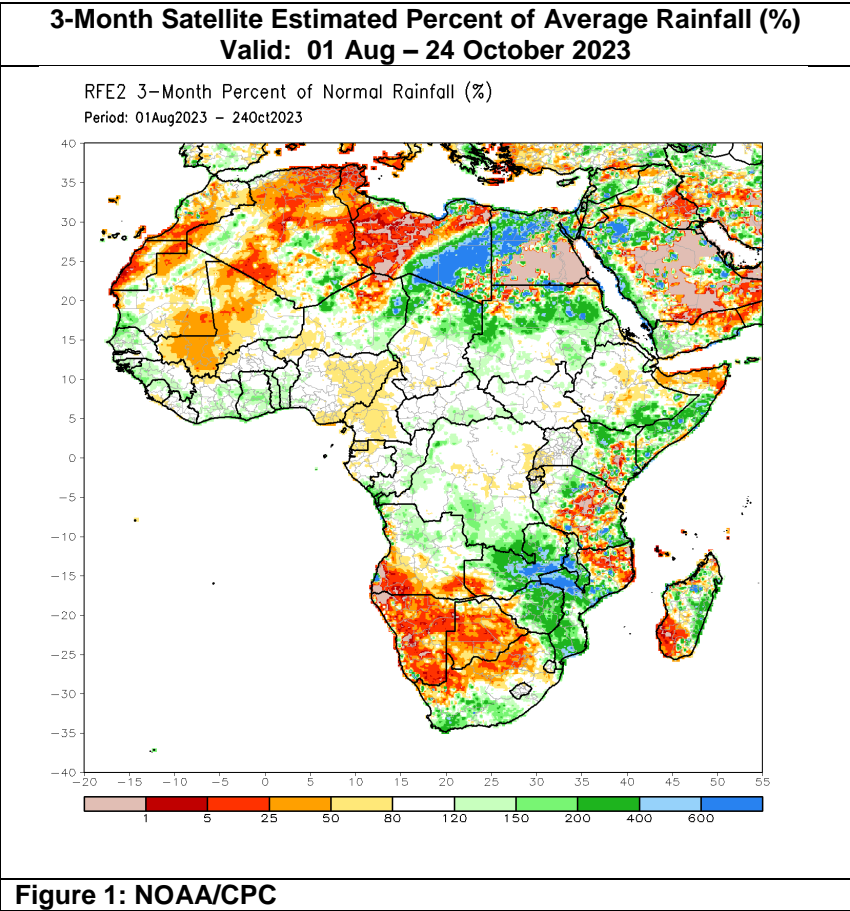 3-Month Satellite Estimated Percent of Average Rainfall (%)
Valid: 01 Aug – 24 October 2023
RFE2 3-Month Percent of Normal Rainfall (%)
Period: 01Aug2023 – 24Oct2023
40
35
30
25
20
15
10
5
0
−5
−10
−15
−20
−25
−30
−35
−40
−20 −15 −10 −5 0 5 10 15 20 25 30 35 40 45 50 55
1 5 25 50 80 120 150 200 400 600
Figure 1: NOAA/CPC